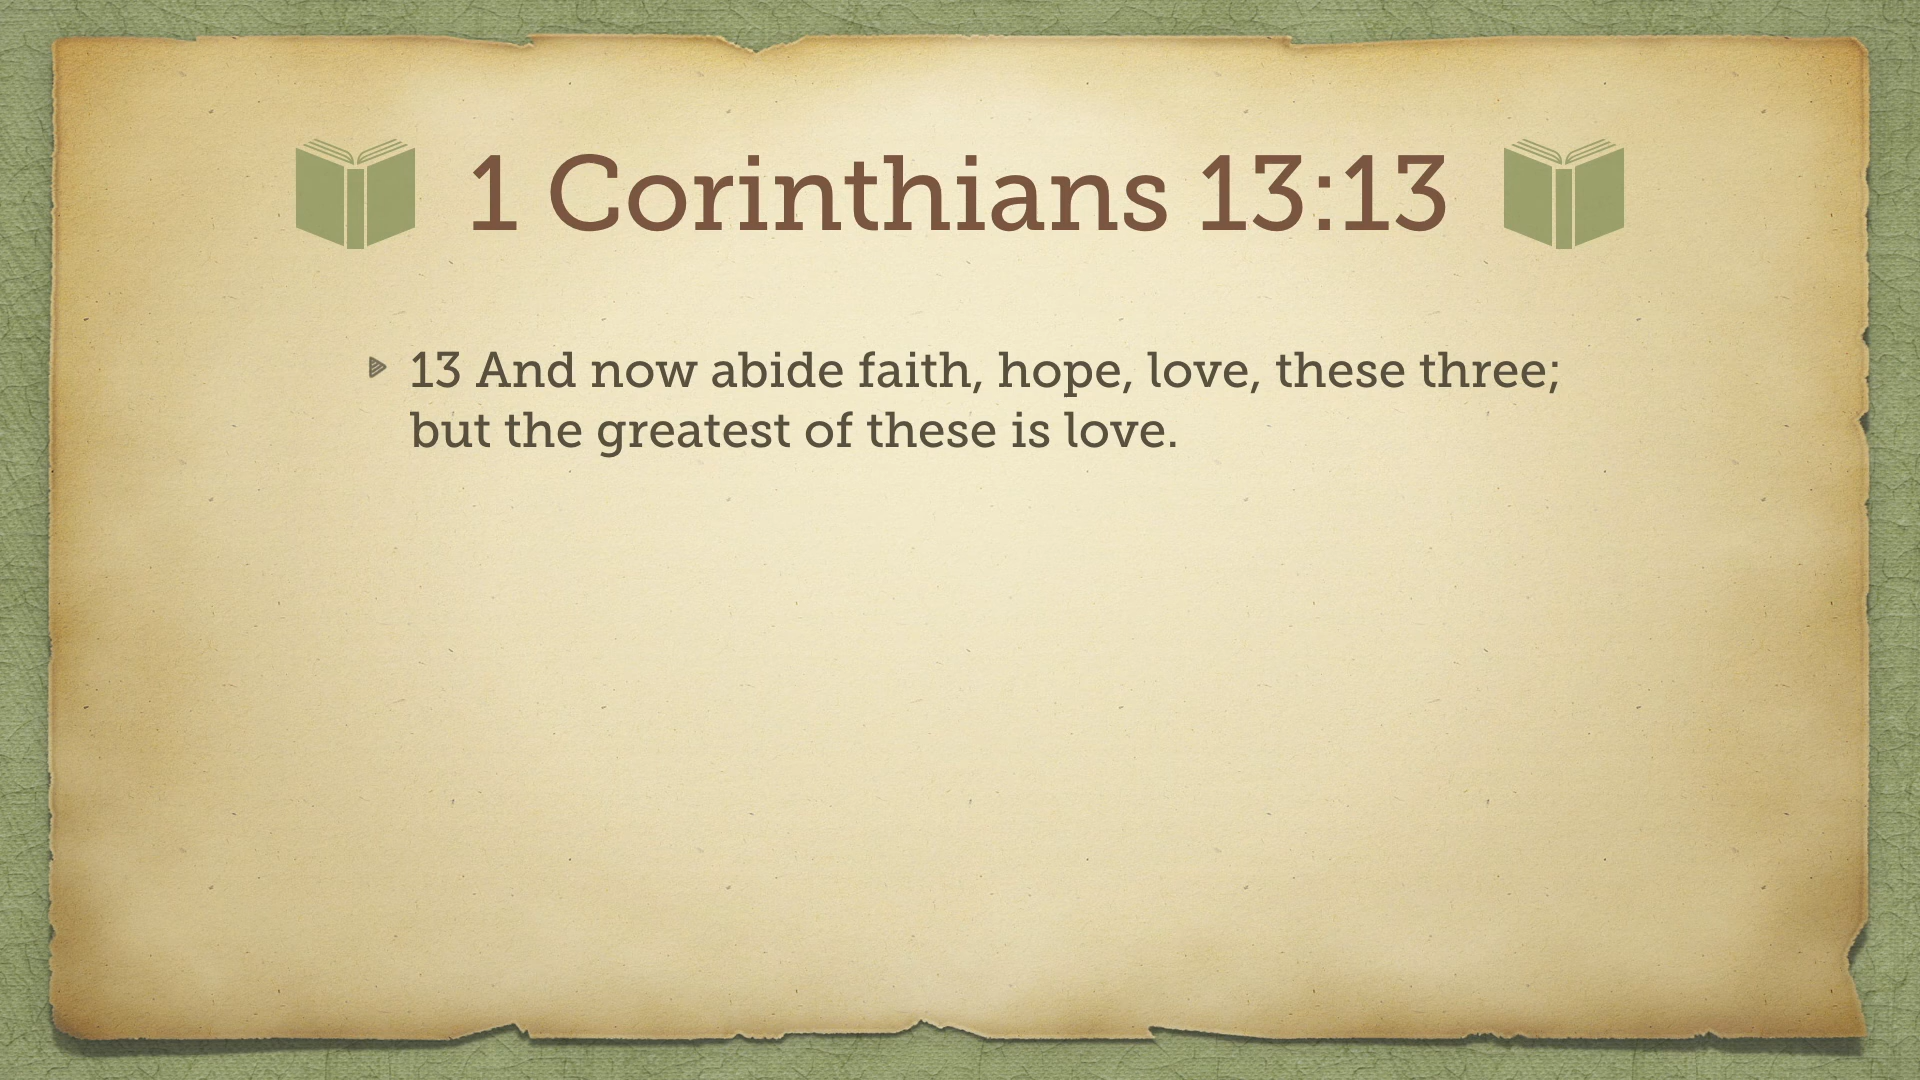 1 Corinthians 13:13
13 And now abide faith, hope, love, these three;
but the greatest of these is love.